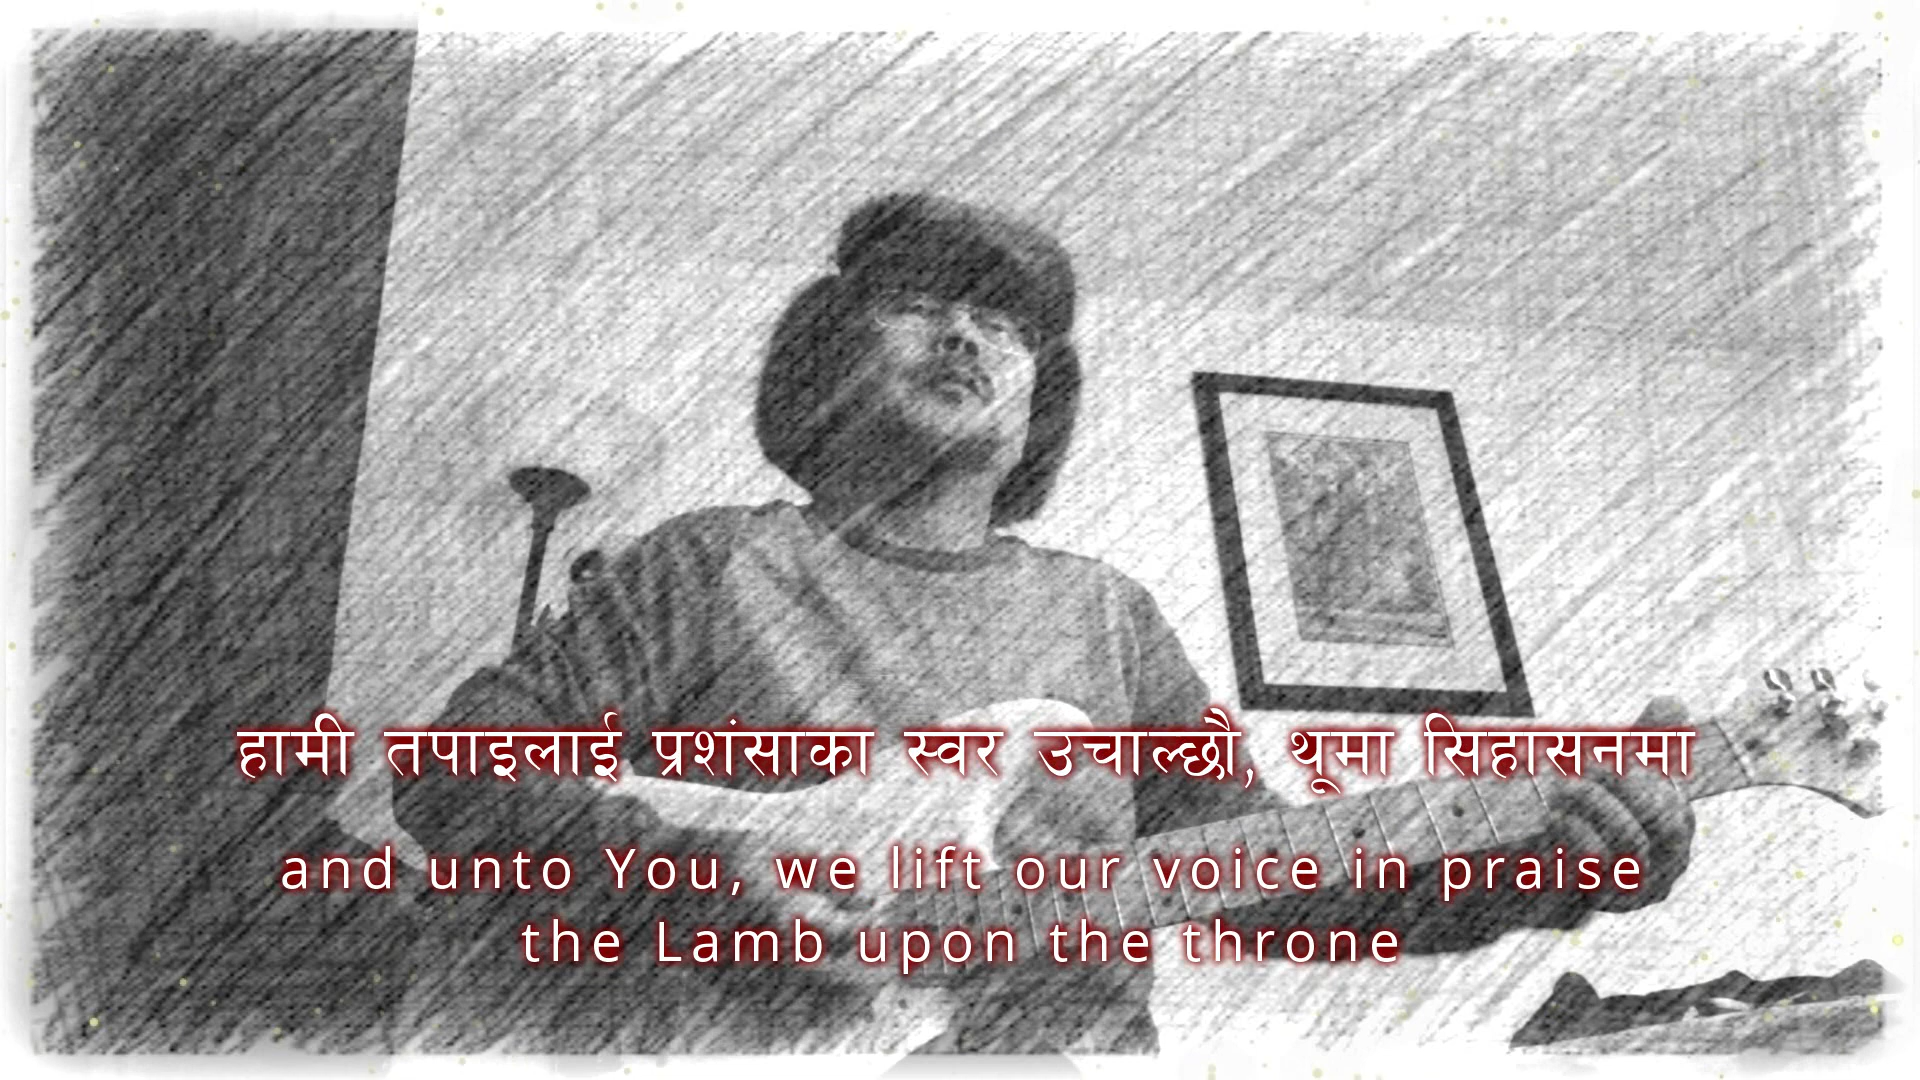 हामी तपाइलाई प्रशंसाका स्वर उचाल्छौ, थूमा सिहासनमा
and unto You, we lift our voice in praise
the Lamb upon the throne